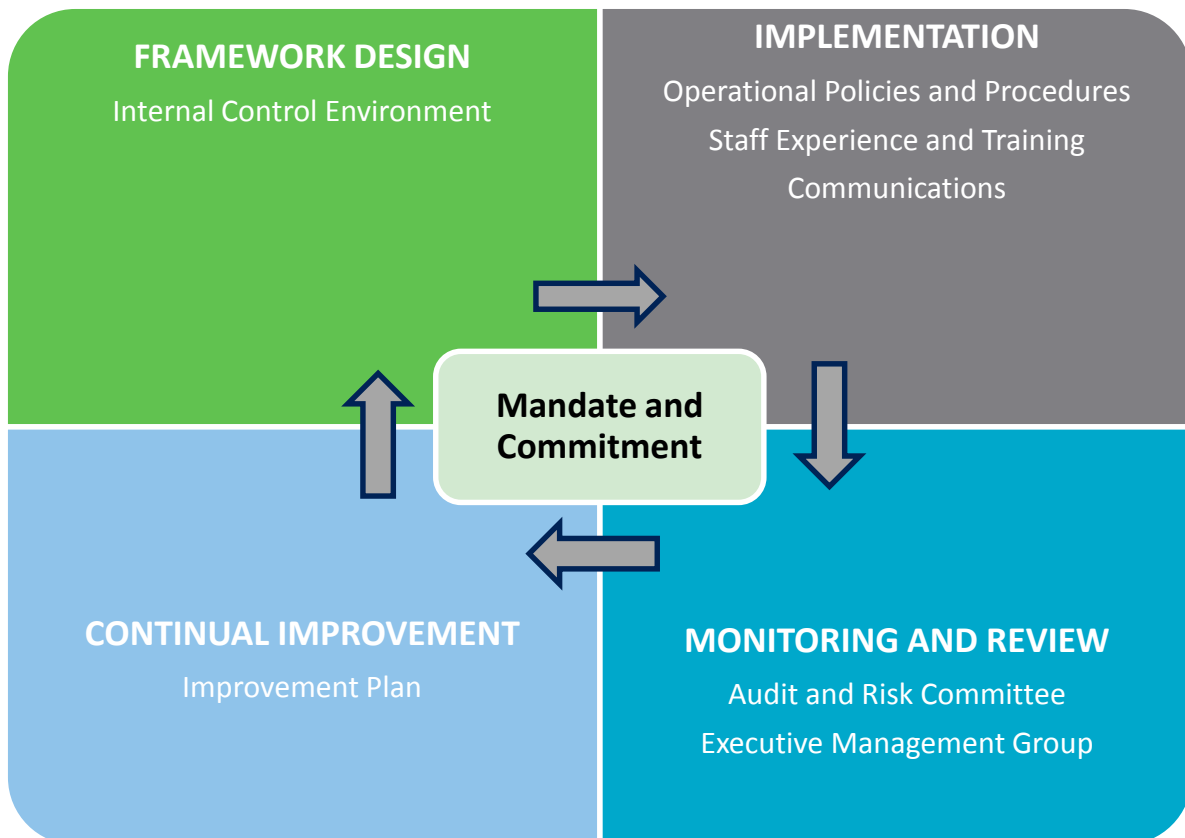 FRAMEWORK DESIGN
Internal Control Environment
IMPLEMENTATION
Operational Policies and Procedures
Staff Experience and Training
Communications
Mandate and
Commitment
CONTINUAL IMPROVEMENT
Improvement Plan
MONITORING AND REVIEW
Audit and Risk Committee
Executive Management Group